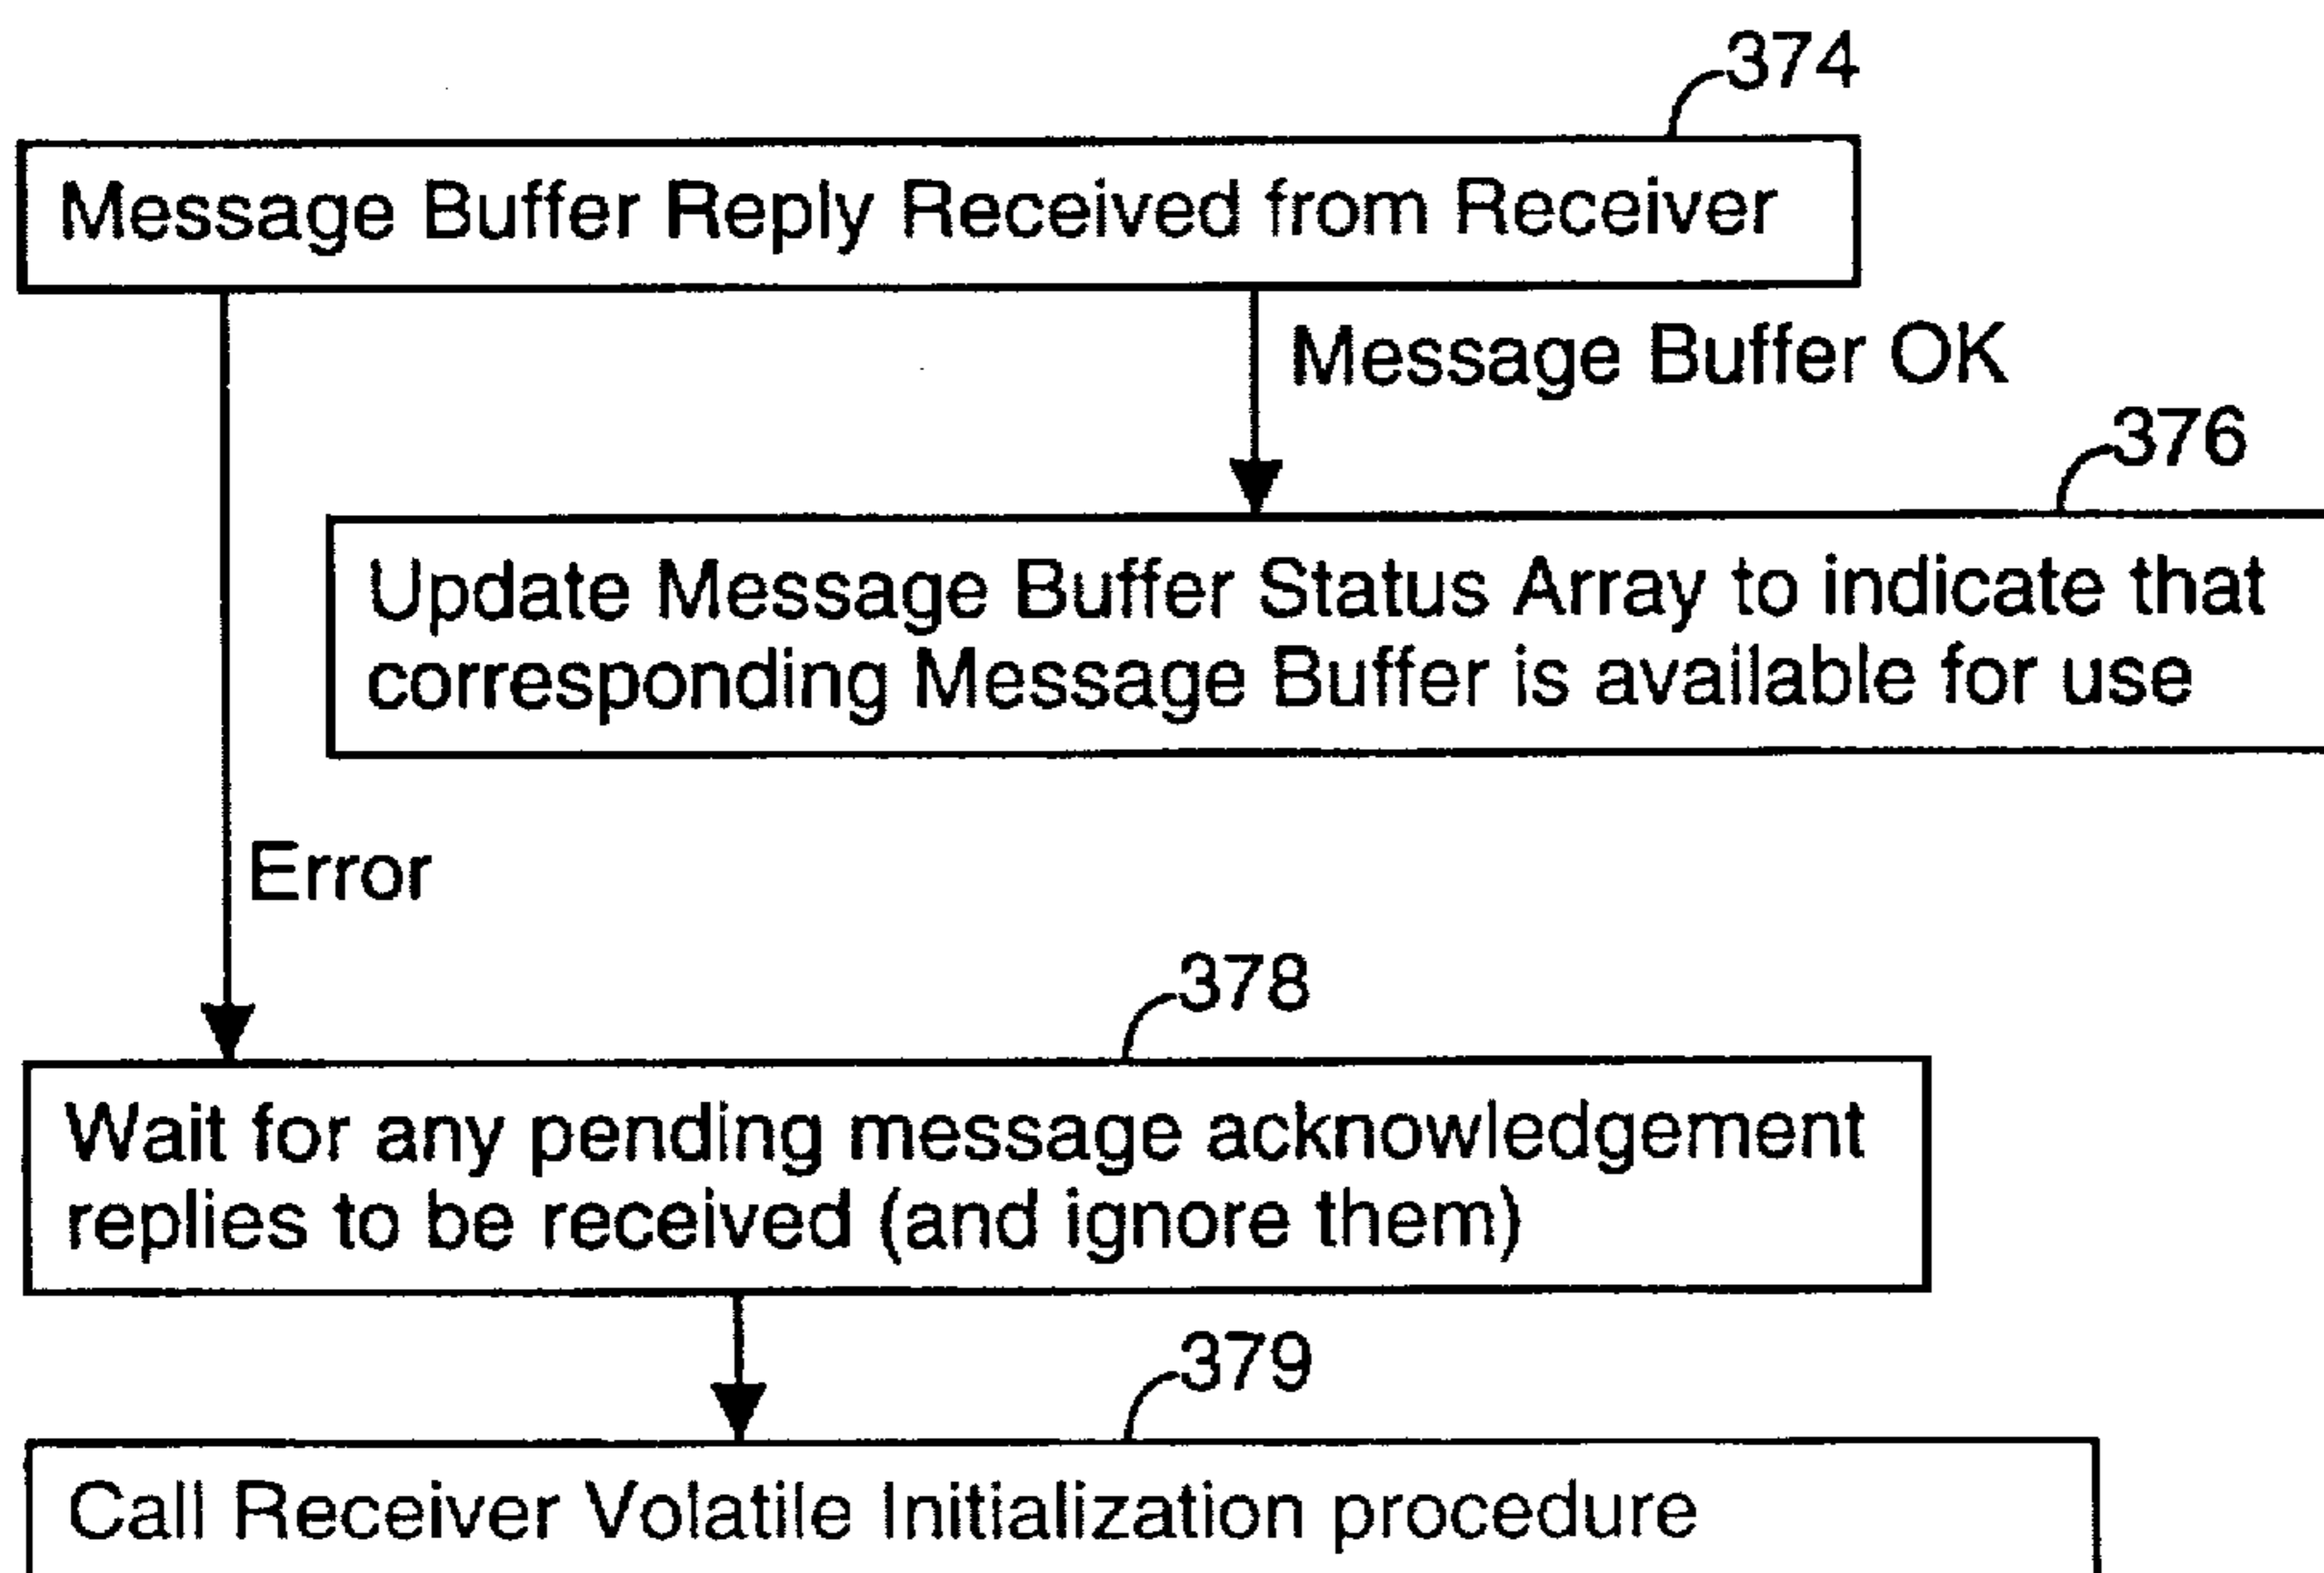 374
Message Buffer Reply Received from Receiver
Message Buffer OK
376
Update Message Buffer Status Array to indicate that
corresponding Message Buffer is available for use
Error
378
Wait for any pending message acknowledgement
replies to be received (and ignore them)
379
Call Receiver Volatile Initialization procedure